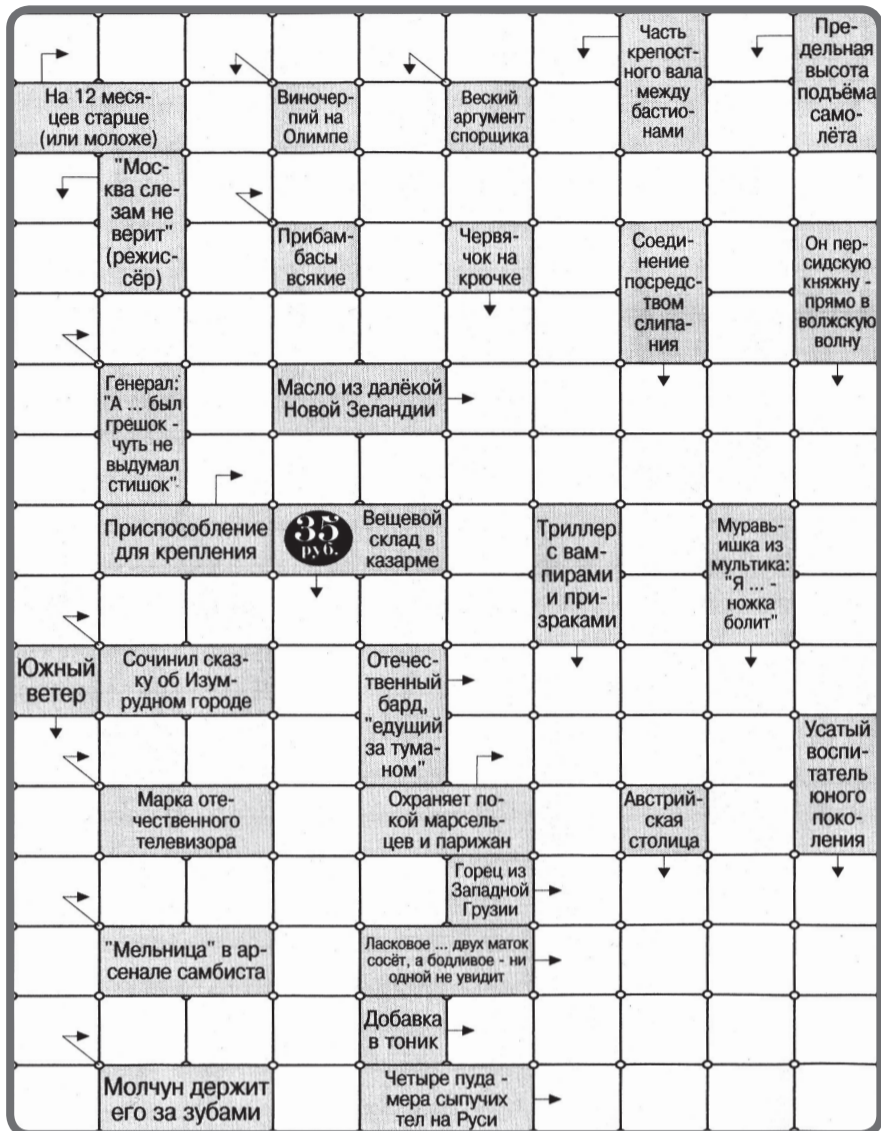 Часть
крепост-
ного вала
между
бастио-
нами
Пре-
дельная
высота
подъёма
само-
лёта
На 12 меся-
цев старше
(или моложе)
Виночер-
пий на
Олимпе
Веский
аргумент
спорщика
"Мос-
ква сле-
зам не
верит"
(режис-
сёр)
Прибам-
басы
всякие
Червя-
чок на
крючке
Соеди-
нение
посредс-
твом
слипа-
ния
Он пер-
сидскую
княжну -
прямо в
волжскую
волну
Генерал:
"А ... был
грешок -
чуть не
выдумал
стишок"
Масло из далёкой
Новой Зеландии
Приспособление
для крепления
35
руб.
Вещевой
склад в
казарме
Триллер
с вам-
пирами
и при-
зраками
Муравь-
ишка из
мультика:
"Я ... -
ножка
болит"
Южный
ветер
Сочинил сказ-
ку об Изум-
рудном городе
Отечес-
твенный
бард,
"едущий
за тума-
ном"
Усатый
воспи-
татель
юного
поко-
ления
Марка оте-
чественного
телевизора
Охраняет по-
кой марсель-
цев и парижан
Австрий-
ская
столица
Горец из
Западной
Грузии
"Мельница" в ар-
сенале самбиста
Ласковое ... двух маток
сосёт, а бодливое - ни
одной не увидит
Добавка
в тоник
Молчун держит
его за зубами
Четыре пуда -
мера сыпучих
тел на Руси